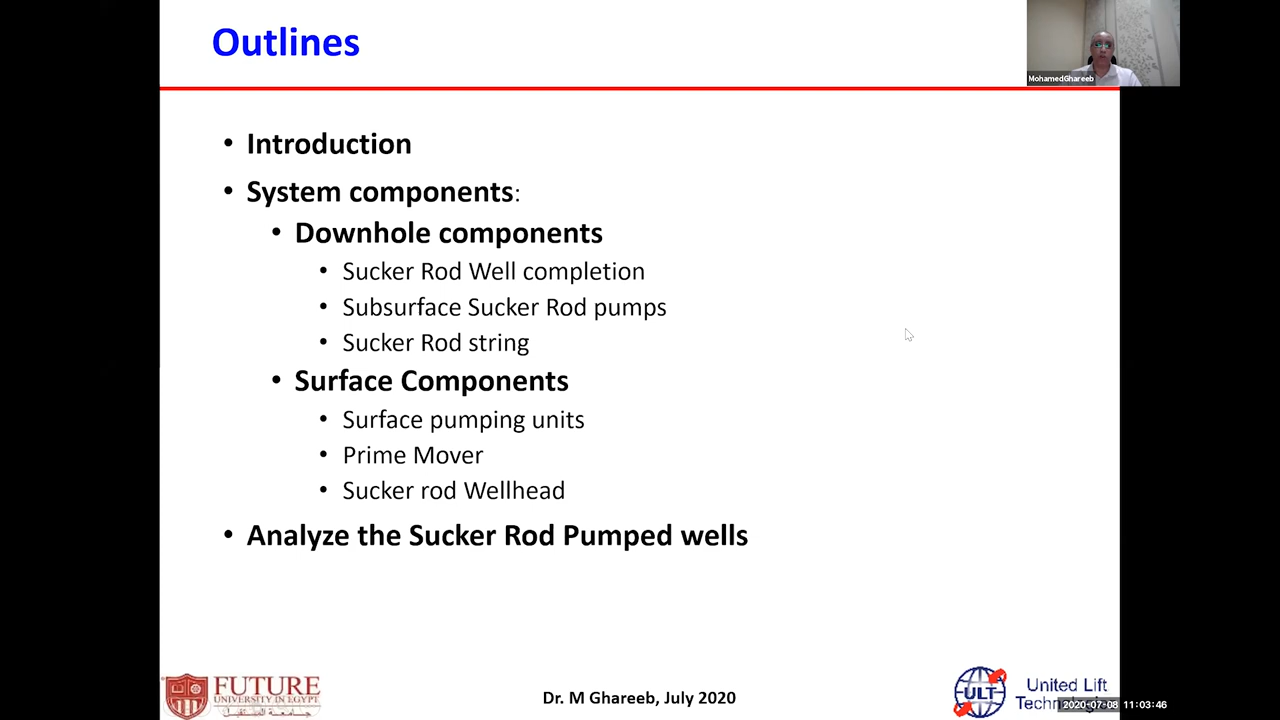 Outlines
MohamedGhareeb
• Introduction
• System components:
• Downhole components
• Sucker Rod Well completion
• Subsurface Sucker Rod pumps
• Sucker Rod string
• Surface Components
• Surface pumping units
• Prime Mover
• Sucker rod Wellhead
• Analyze the Sucker Rod Pumped wells
FUTURE
UNIVERSITY IN EGYPT
جامعة المستقبل
Dr. M Ghareeb, July 2020
ULT
United Lift
2020-07-08 11:03:46